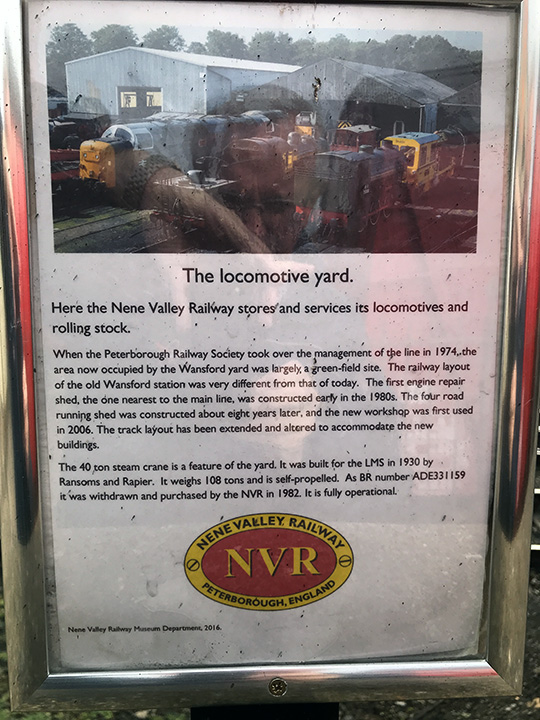 The locomotive yard.
Here the Nene Valley Railway stores and services its locomotives and
rolling stock.
When the Peterborough Railway Society took over the management of the line in 1974, the
area now occupied by the Wansford yard was largely a green-field site. The railway layout
of the old Wansford station was very different from that of today. The first engine repair
shed, the one nearest to the main line, was constructed early in the 1980s. The four road
running shed was constructed about eight years later, and the new workshop was first used
in 2006. The track layout has been extended and altered to accommodate the new
buildings.
The 40 ton steam crane is a feature of the yard. It was built for the LMS in 1930 by
Ransoms and Rapier. It weighs 108 tons and is self-propelled. As BR number ADE331159
it was withdrawn and purchased by the NVR in 1982. It is fully operational.
NENE VALLEY RAILWAY
NVR
PETERBOROUGH, ENGLAND
Nene Valley Railway Museum Department, 2016.